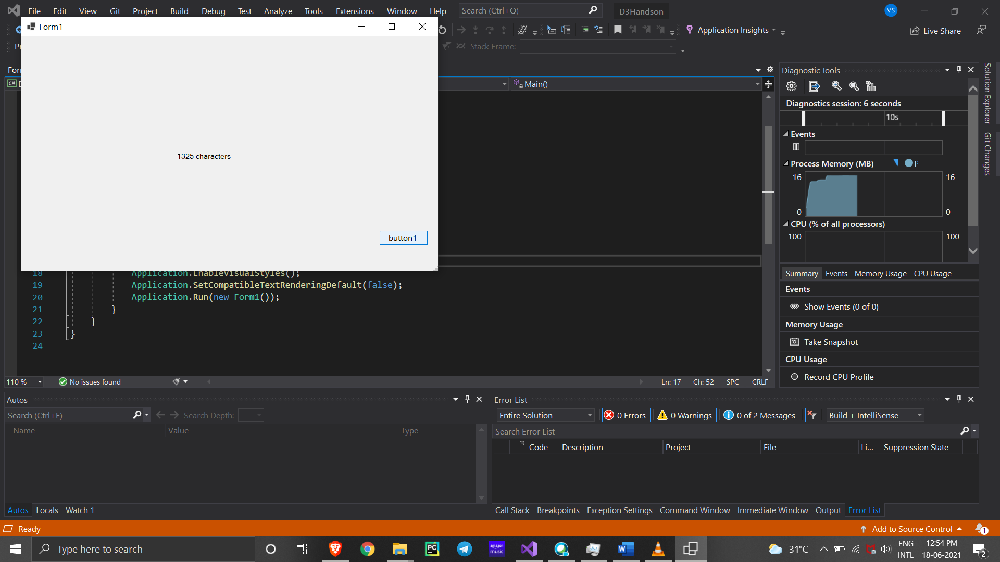 File Edit View Git Project Build Debug Test Analyze Tools Extensions Window Help Search (Ctrl+Q) D3Handson VS
Form1
Application Insights Live Share
Stack Frame:
Main()
1325 characters
button1
18 Application.EnableVisualStyles();
19 Application.SetCompatibleTextRenderingDefault(false);
20 Application.Run(new Form1());
21 }
22 }
23 }
24
110 % No issues found Ln: 17 Ch: 52 SPC CRLF
Diagnostic Tools
Diagnostics session: 6 seconds
10s
Events
Process Memory (MB) P
16 16
0 0
CPU (% of all processors)
100 100
Summary Events Memory Usage CPU Usage
Events
Show Events (0 of 0)
Memory Usage
Take Snapshot
CPU Usage
Record CPU Profile
Solution Explorer
Git Changes
Autos
Search (Ctrl+E) Search Depth:
Name Value Type
Autos Locals Watch 1
Error List
Entire Solution 0 Errors 0 Warnings 0 of 2 Messages Build + IntelliSense
Search Error List
Code Description Project File Li... Suppression State
Call Stack Breakpoints Exception Settings Command Window Immediate Window Output Error List
Ready Add to Source Control 1
Type here to search PC amazon music 31°C ENG INTL 12:54 PM 18-06-2021 2